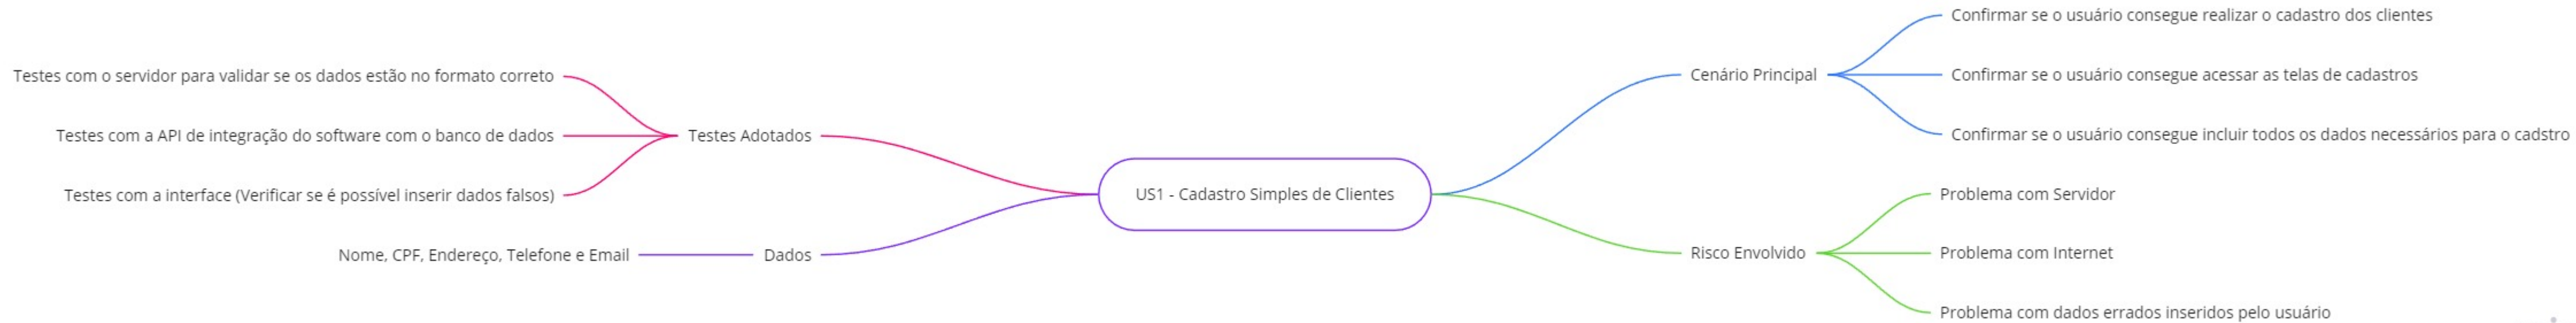 Testes com o servidor para validar se os dados estão no formato correto
Testes com a API de integração do software com o banco de dados
Testes com a interface (Verificar se é possível inserir dados falsos)
Testes Adotados
Nome, CPF, Endereço, Telefone e Email
Dados
US1 - Cadastro Simples de Clientes
Cenário Principal
Confirmar se o usuário consegue realizar o cadastro dos clientes
Confirmar se o usuário consegue acessar as telas de cadastros
Confirmar se o usuário consegue incluir todos os dados necessários para o cadstro
Risco Envolvido
Problema com Servidor
Problema com Internet
Problema com dados errados inseridos pelo usuário